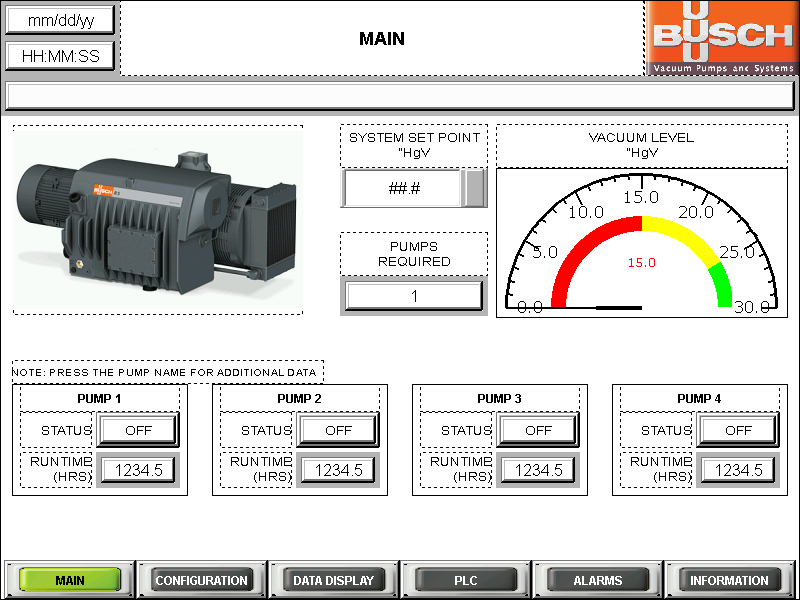 mm/dd/yy
HH:MM:SS
MAIN
BUSCH
Vacuum Pumps and Systems
SYSTEM SET POINT
"HgV
##.#
VACUUM LEVEL
"HgV
0.0
5.0
10.0
15.0
20.0
25.0
30.0
15.0
BUSCH
PUMPS
REQUIRED
1
NOTE: PRESS THE PUMP NAME FOR ADDITIONAL DATA
PUMP 1
STATUS OFF
RUNTIME
(HRS) 1234.5
PUMP 2
STATUS OFF
RUNTIME
(HRS) 1234.5
PUMP 3
STATUS OFF
RUNTIME
(HRS) 1234.5
PUMP 4
STATUS OFF
RUNTIME
(HRS) 1234.5
MAIN CONFIGURATION DATA DISPLAY PLC ALARMS INFORMATION